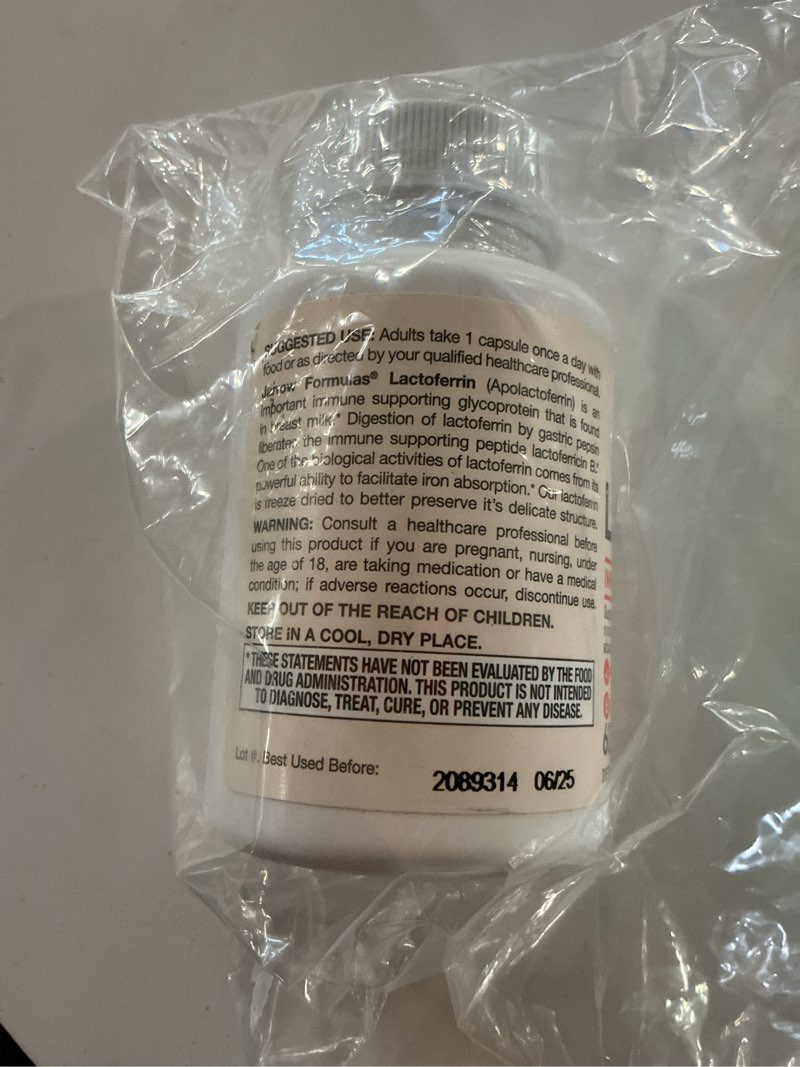 SUGGESTED USE: Adults take 1 capsule once a day with
food or as directed by your qualified healthcare professional.
Jarrow Formulas® Lactoferrin (Apolactoferrin) is an
important immune supporting glycoprotein that is found
in breast milk.* Digestion of lactoferrin by gastric pepsin
liberates the immune supporting peptide lactoferricin B.*
One of the biological activities of lactoferrin comes from its
powerful ability to facilitate iron absorption.* Our lactoferrin
is freeze dried to better preserve it's delicate structure.
WARNING: Consult a healthcare professional before
using this product if you are pregnant, nursing, under
the age of 18, are taking medication or have a medical
condition; if adverse reactions occur, discontinue use.
KEEP OUT OF THE REACH OF CHILDREN.
STORE IN A COOL, DRY PLACE.
*THESE STATEMENTS HAVE NOT BEEN EVALUATED BY THE FOOD
AND DRUG ADMINISTRATION. THIS PRODUCT IS NOT INTENDED
TO DIAGNOSE, TREAT, CURE, OR PREVENT ANY DISEASE.
Lot #. Best Used Before: 2089314 06/25